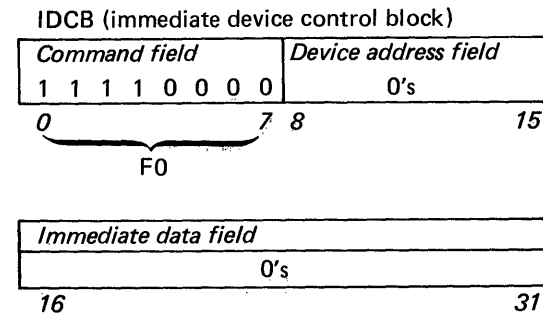 IDCB (immediate device control block)
Command field Device address field
1 1 1 1 0 0 0 0 0's
0 7 8 15
F0
Immediate data field
0's
16 31